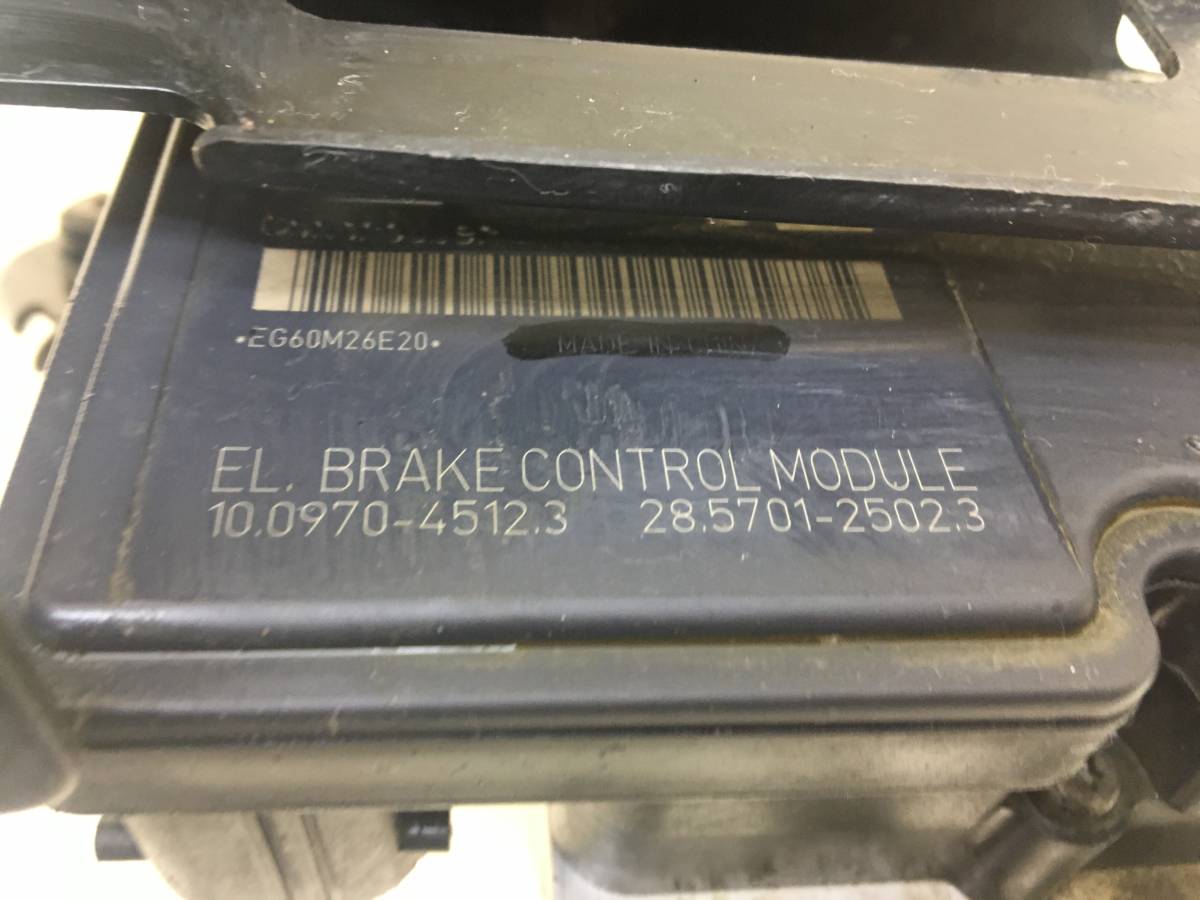 •EG60M26E20• MADE IN CHINA
EL. BRAKE CONTROL MODULE
10.0970-4512.3 28.5701-2502.3